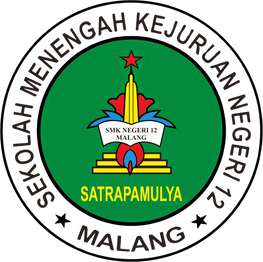 SEKOLAH MENENGAH KEJURUAN NEGERI 12
SMK NEGERI 12
MALANG
SATRAPAMULYA
MALANG